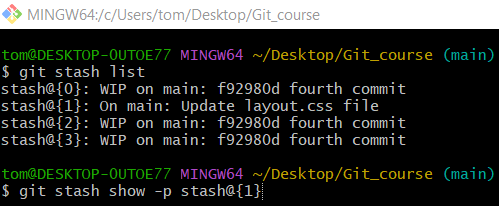 MINGW64:/c/Users/tom/Desktop/Git_course
tom@DESKTOP-OUTOE77 MINGW64 ~/Desktop/Git_course (main)
$ git stash list
stash@{0}: WIP on main: f92980d fourth commit
stash@{1}: On main: Update layout.css file
stash@{2}: WIP on main: f92980d fourth commit
stash@{3}: WIP on main: f92980d fourth commit
tom@DESKTOP-OUTOE77 MINGW64 ~/Desktop/Git_course (main)
$ git stash show -p stash@{1}